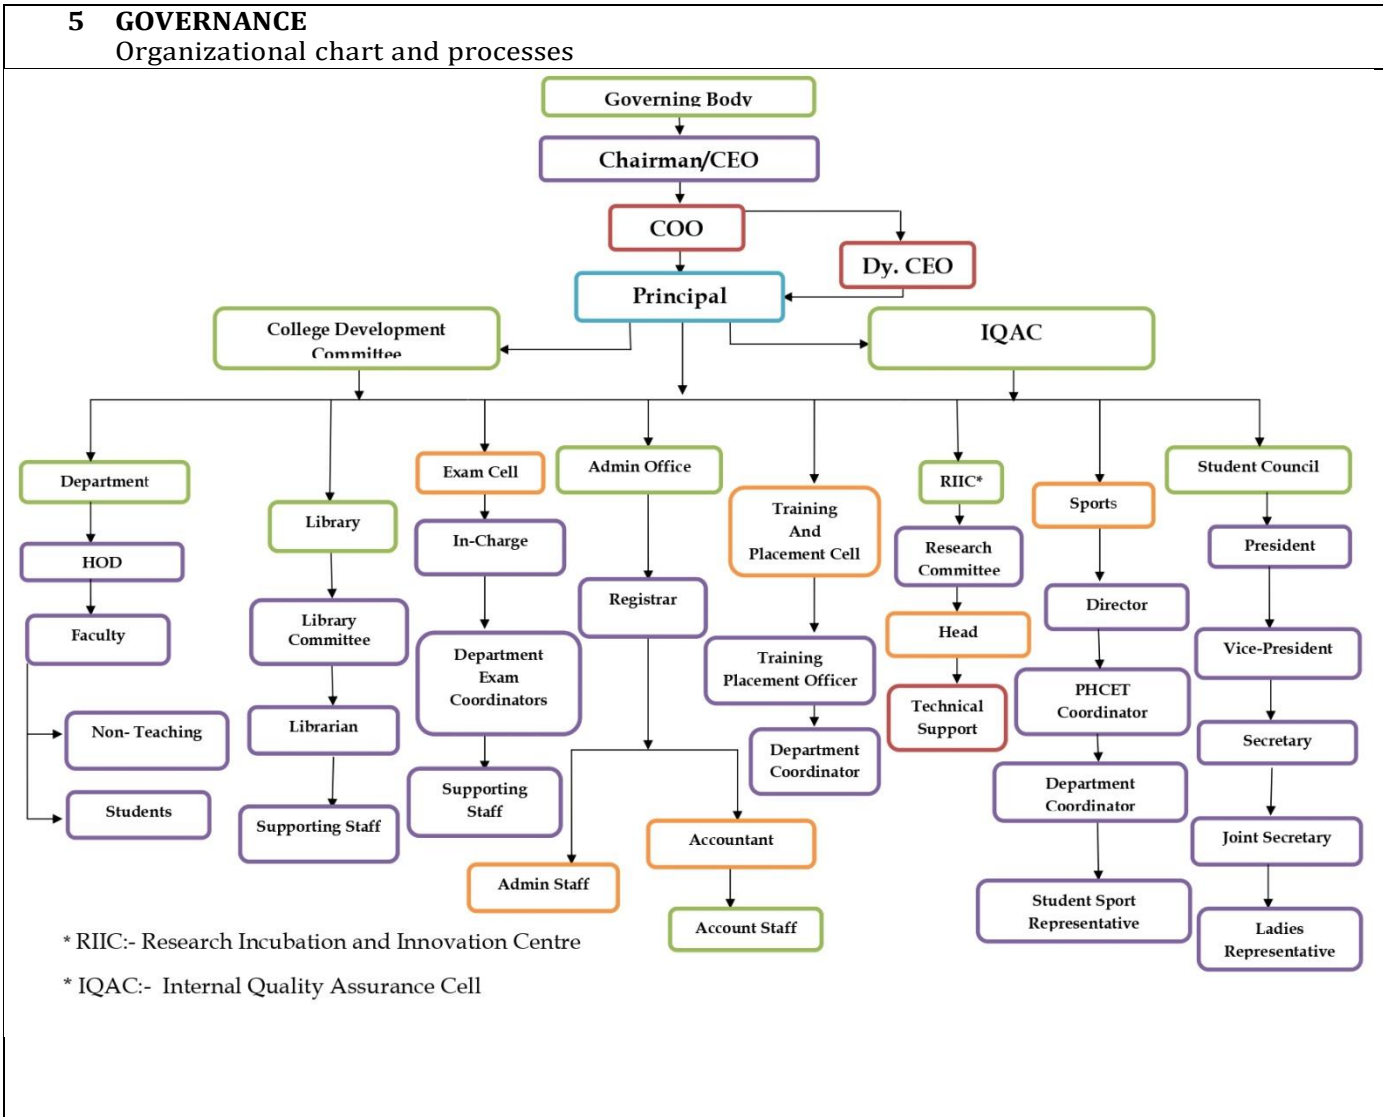 5 GOVERNANCE
Organizational chart and processes
Governing Body
Chairman/CEO
COO
Dy. CEO
Principal
College Development
Committee
IQAC
Department
HOD
Faculty
Non- Teaching
Students
Library
Library
Committee
Librarian
Supporting Staff
Exam Cell
In-Charge
Department
Exam
Coordinators
Supporting
Staff
Admin Office
Registrar
Admin Staff
Accountant
Account Staff
Training
And
Placement Cell
Training
Placement Officer
Department
Coordinator
RIIC*
Research
Committee
Head
Technical
Support
Sports
Director
PHCET
Coordinator
Department
Coordinator
Student Sport
Representative
Student Council
President
Vice-President
Secretary
Joint Secretary
Ladies
Representative
* RIIC:- Research Incubation and Innovation Centre
* IQAC:- Internal Quality Assurance Cell